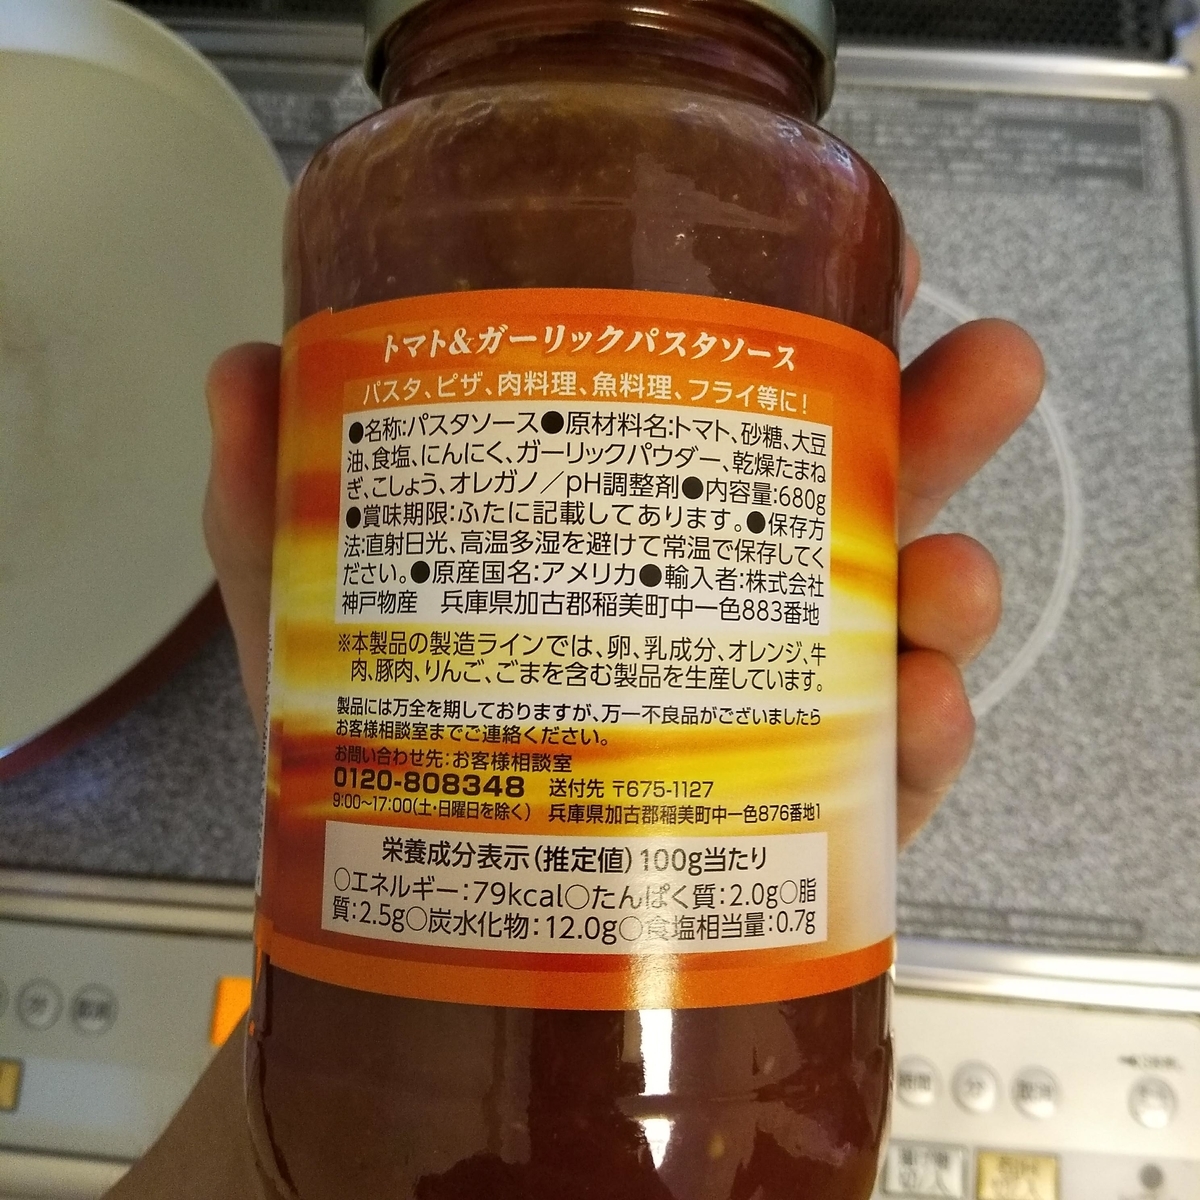 トマト&ガーリックパスタソース
パスタ、ピザ、肉料理、魚料理、フライ等に!
●名称:パスタソース●原材料名:トマト、砂糖、大豆
油、食塩、にんにく、ガーリックパウダー、乾燥たまね
ぎ、こしょう、オレガノ/pH調整剤●内容量:680g
●賞味期限:ふたに記載してあります。●保存方
法:直射日光、高温多湿を避けて常温で保存してく
ださい。●原産国名:アメリカ●輸入者:株式会社
神戸物産 兵庫県加古郡稲美町中一色883番地
※本製品の製造ラインでは、卵、乳成分、オレンジ、牛
肉、豚肉、りんご、ごまを含む製品を生産しています。
製品には万全を期しておりますが、万一不良品がございましたら
お客様相談室までご連絡ください。
お問い合わせ先:お客様相談室
0120-808348 送付先 〒675-1127
9:00~17:00(土・日曜日を除く) 兵庫県加古郡稲美町中一色876番地1
栄養成分表示(推定値)100g当たり
○エネルギー:79kcal○たんぱく質:2.0g○脂
質:2.5g○炭水化物:12.0g○食塩相当量:0.7g